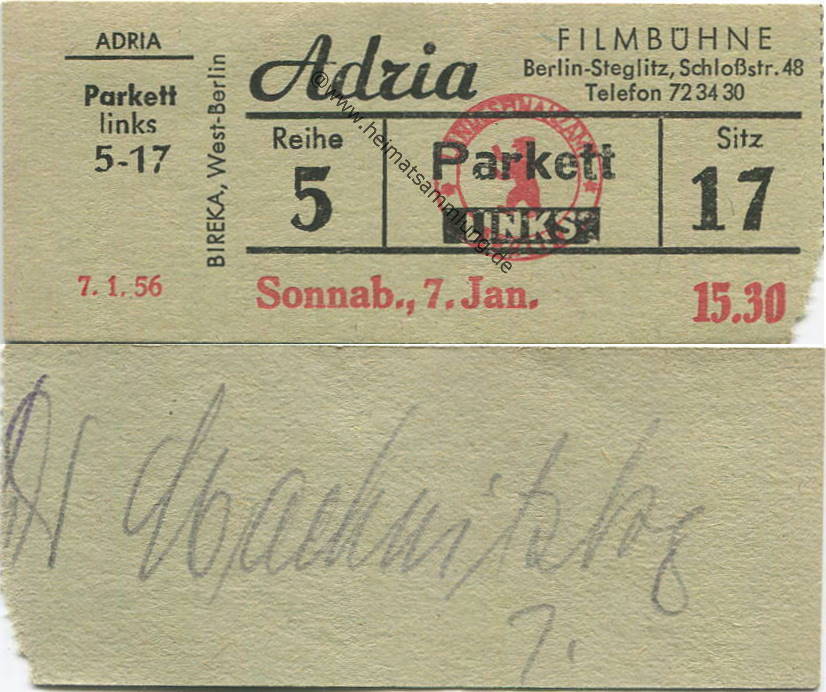 ADRIA
Parkett
links
5-17
7. 1. 56
BIREKA, West-Berlin
Adria
FILMBÜHNE
Berlin-Steglitz, Schloßstr. 48
Telefon 72 34 30
Reihe
5
Parkett
LINKS
Sitz
17
Sonnab., 7. Jan.
15.30
@www.heimatsammlung.de